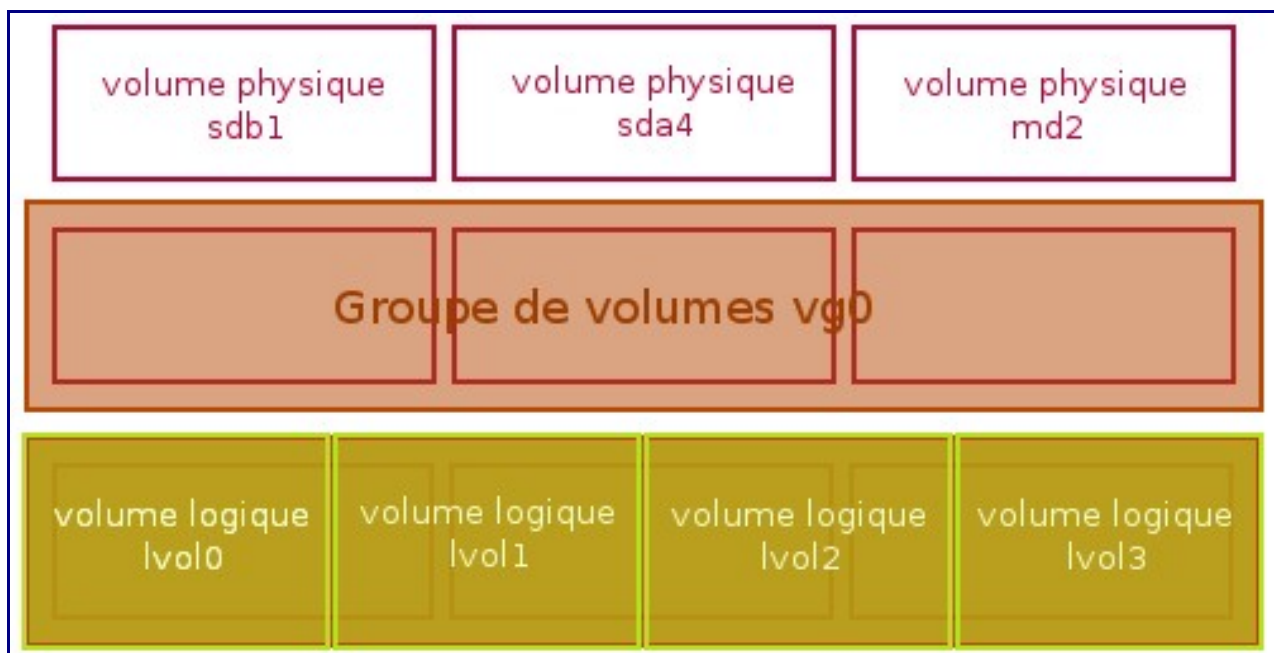 volume physique
sdb1
volume physique
sda4
volume physique
md2
Groupe de volumes vg0
volume logique
lvol0
volume logique
lvol1
volume logique
lvol2
volume logique
lvol3